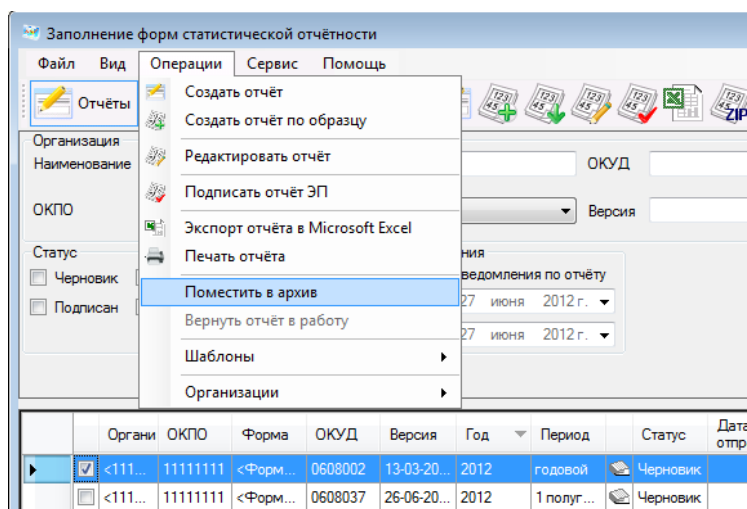 Заполнение форм статистической отчётности
Файл Вид Операции Сервис Помощь
Отчёты
Создать отчёт
Создать отчёт по образцу
Редактировать отчёт
Подписать отчёт ЭП
Экспорт отчёта в Microsoft Excel
Печать отчёта
Поместить в архив
Вернуть отчёт в работу
Шаблоны
Организации
ZIP
Организация
Наименование ОКУД
ОКПО Версия
Статус
Черновик ведомления по отчёту
27 июня 2012 г.
Подписан
27 июня 2012 г.
Органи ОКПО Форма ОКУД Версия Год Период Статус Дата
отпр
<111... 11111111 <Форм... 0608002 13-03-20... 2012 годовой Черновик
<111... 11111111 <Форм... 0608037 26-06-20... 2012 1 полуг... Черновик